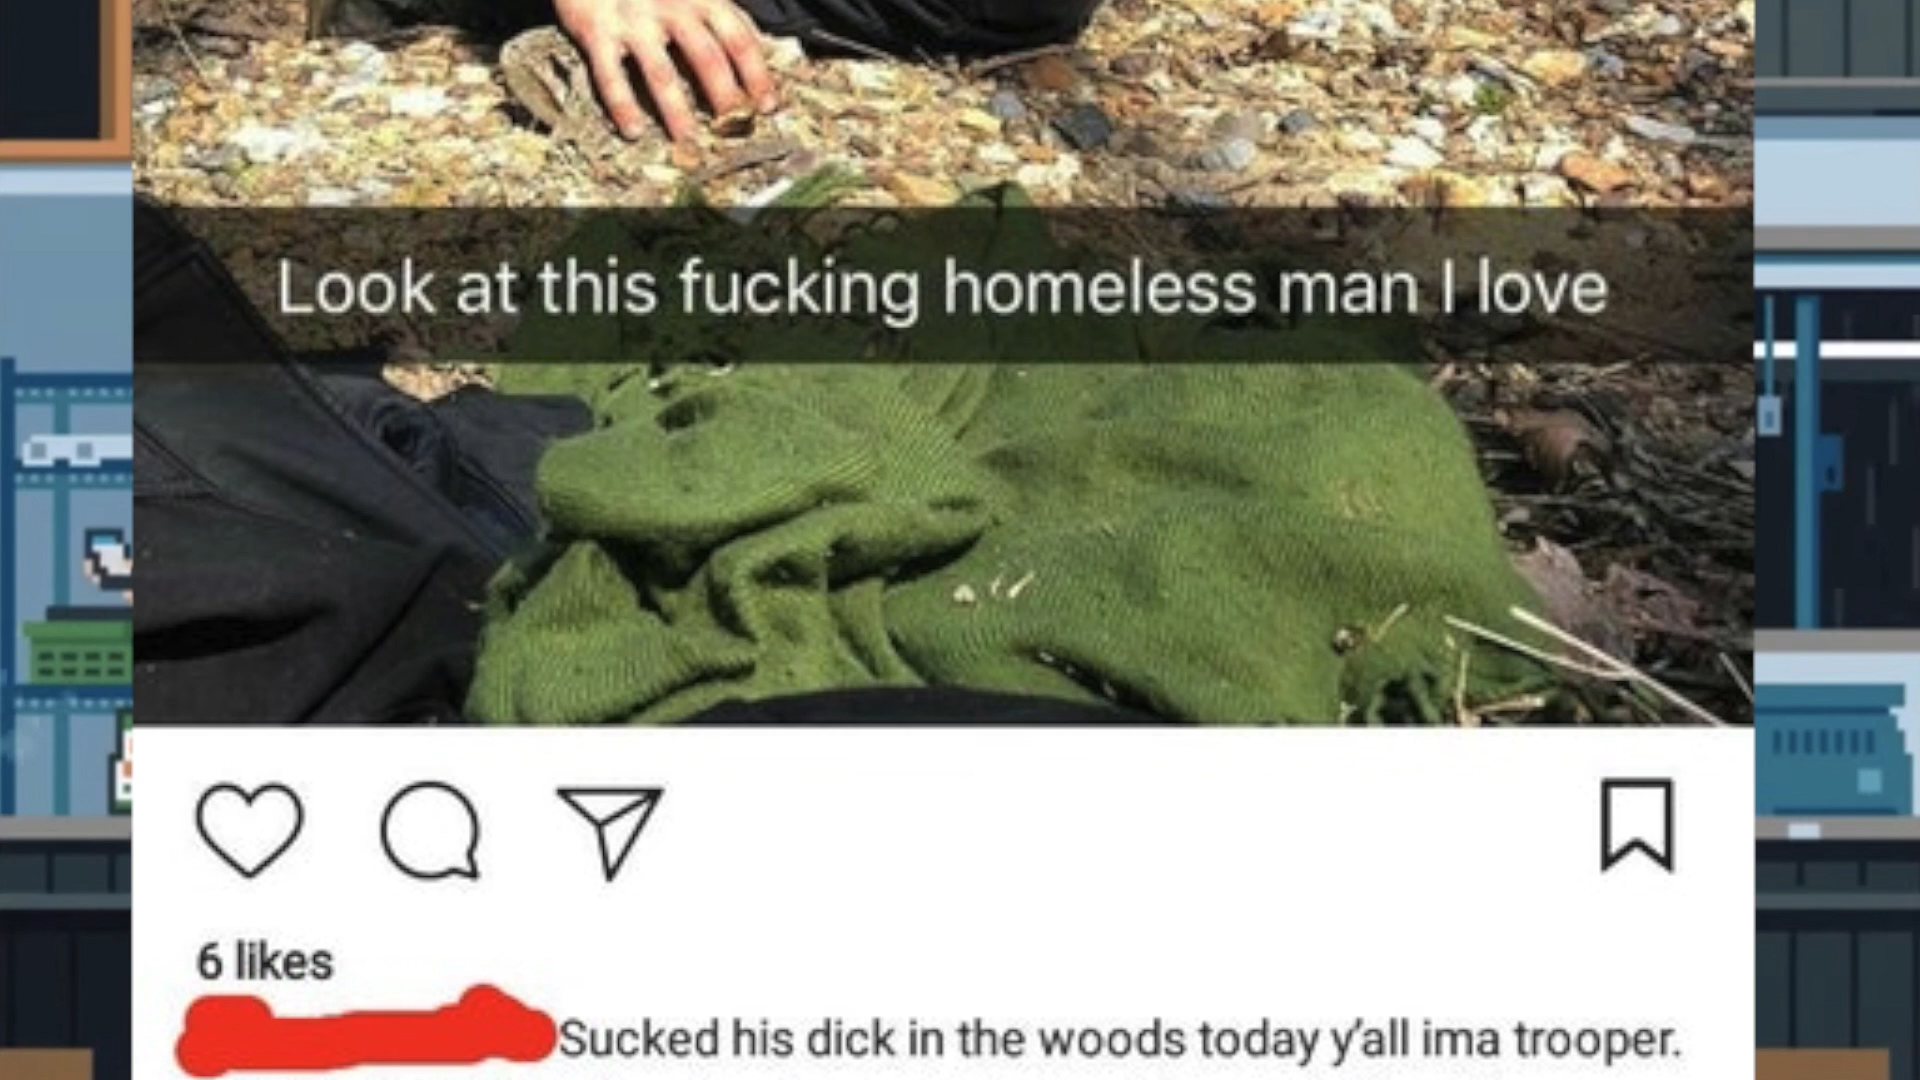 Look at this fucking homeless man I love
6 likes
Sucked his dick in the woods today y'all ima trooper.